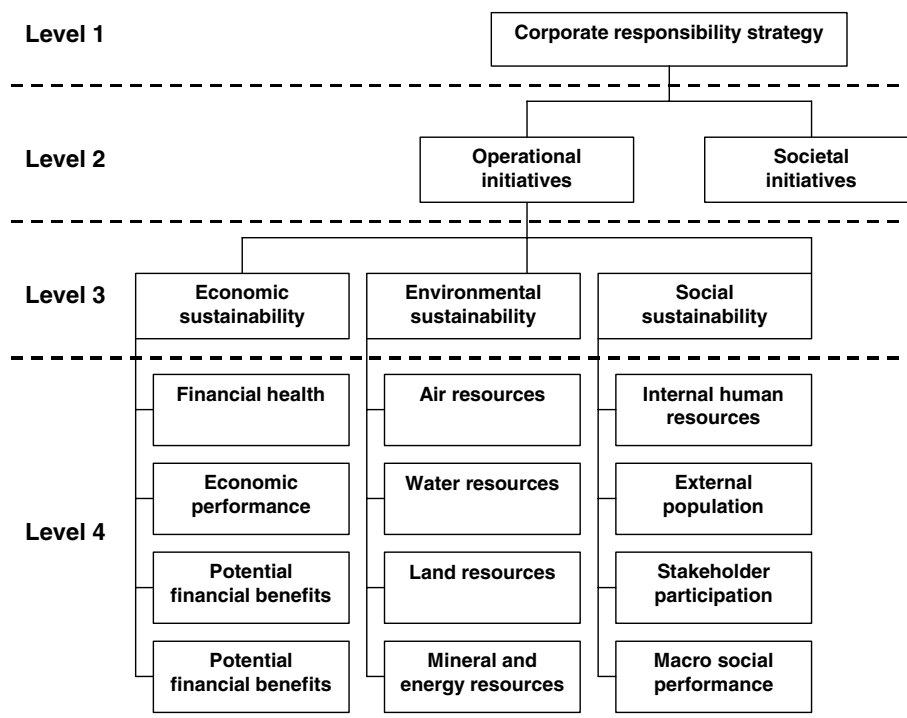 Level 1
Corporate responsibility strategy
Level 2
Operational
initiatives
Societal
initiatives
Level 3
Economic
sustainability
Environmental
sustainability
Social
sustainability
Level 4
Financial health
Air resources
Internal human
resources
Economic
performance
Water resources
External
population
Potential
financial benefits
Land resources
Stakeholder
participation
Potential
financial benefits
Mineral and
energy resources
Macro social
performance